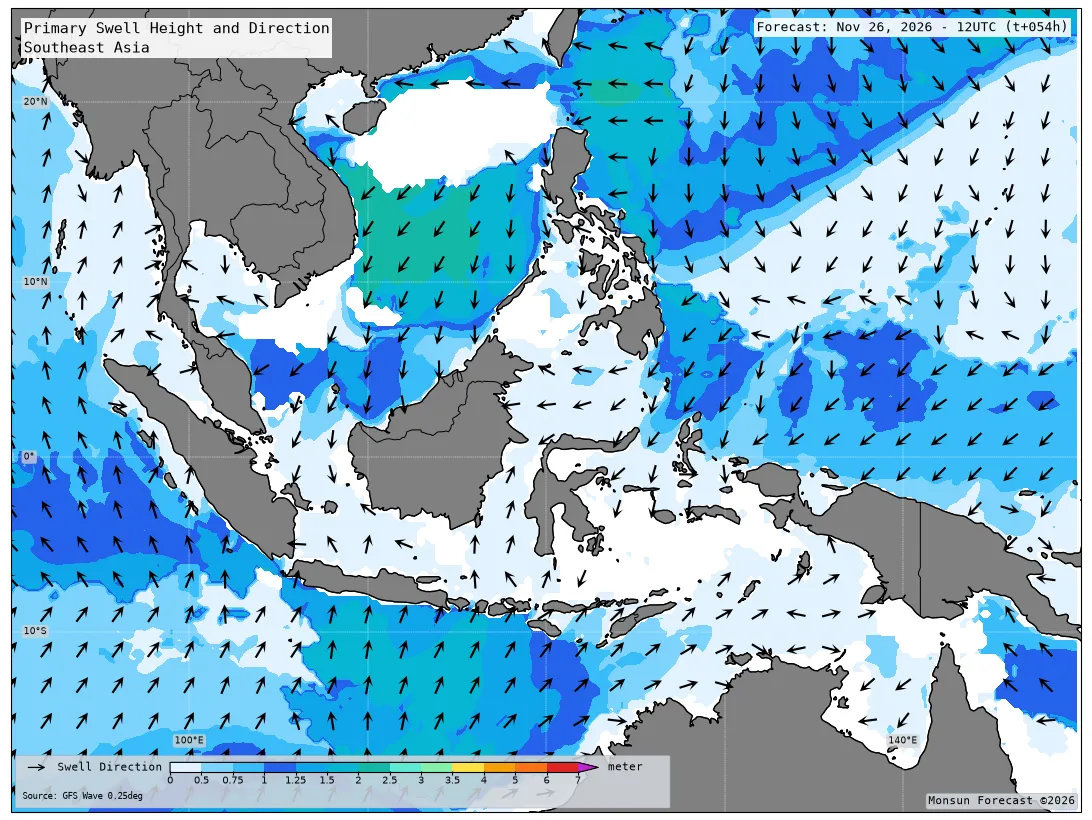 Primary Swell Height and Direction
Southeast Asia
Forecast: Nov 26, 2026 - 12UTC (t+054h)
20°N
10°N
0°
10°S
100°E
140°E
Swell Direction
0 0.5 0.75 1 1.25 1.5 2 2.5 3 3.5 4 5 6 7
meter
Source: GFS Wave 0.25deg
Monsun Forecast ©2026